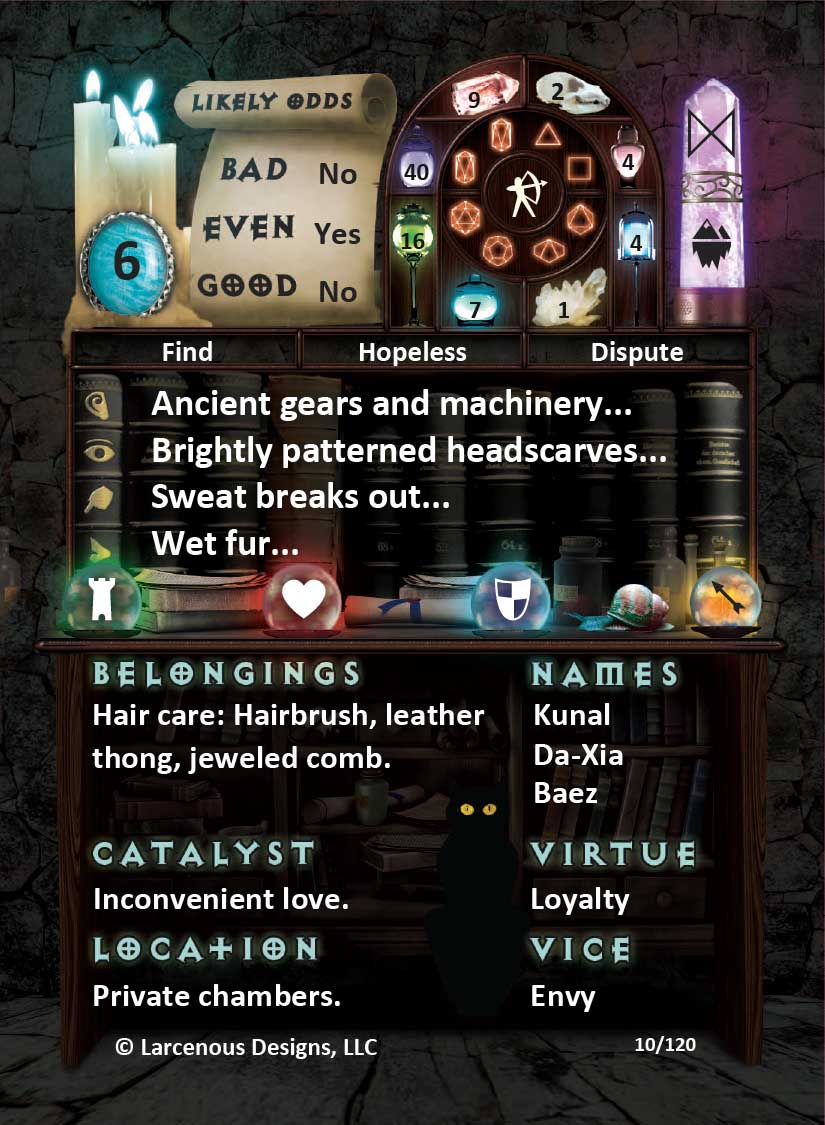 LIKELY ODDS
BAD No
EVEN Yes
GOOD No
6
9
2
40
4
16
4
7
1
Find Hopeless Dispute
Ancient gears and machinery...
Brightly patterned headscarves...
Sweat breaks out...
Wet fur...
BELONGINGS
Hair care: Hairbrush, leather
thong, jeweled comb.
NAMES
Kunal
Da-Xia
Baez
CATALYST
Inconvenient love.
VIRTUE
Loyalty
LOCATION
Private chambers.
VICE
Envy
© Larcenous Designs, LLC
10/120